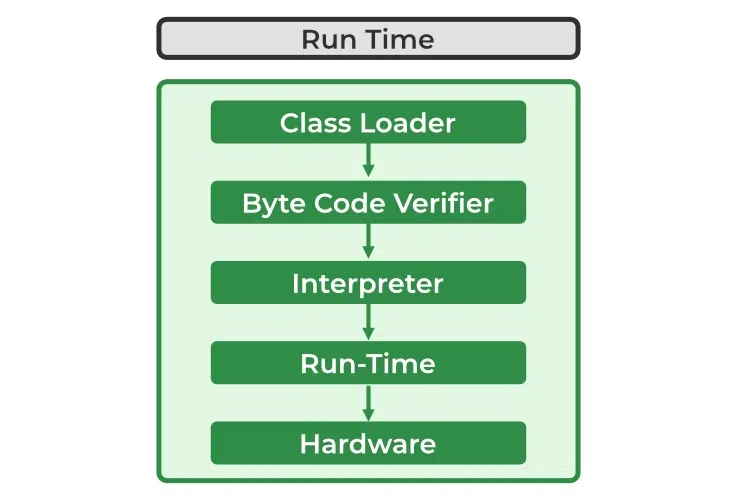 Run Time
Class Loader
Byte Code Verifier
Interpreter
Run-Time
Hardware